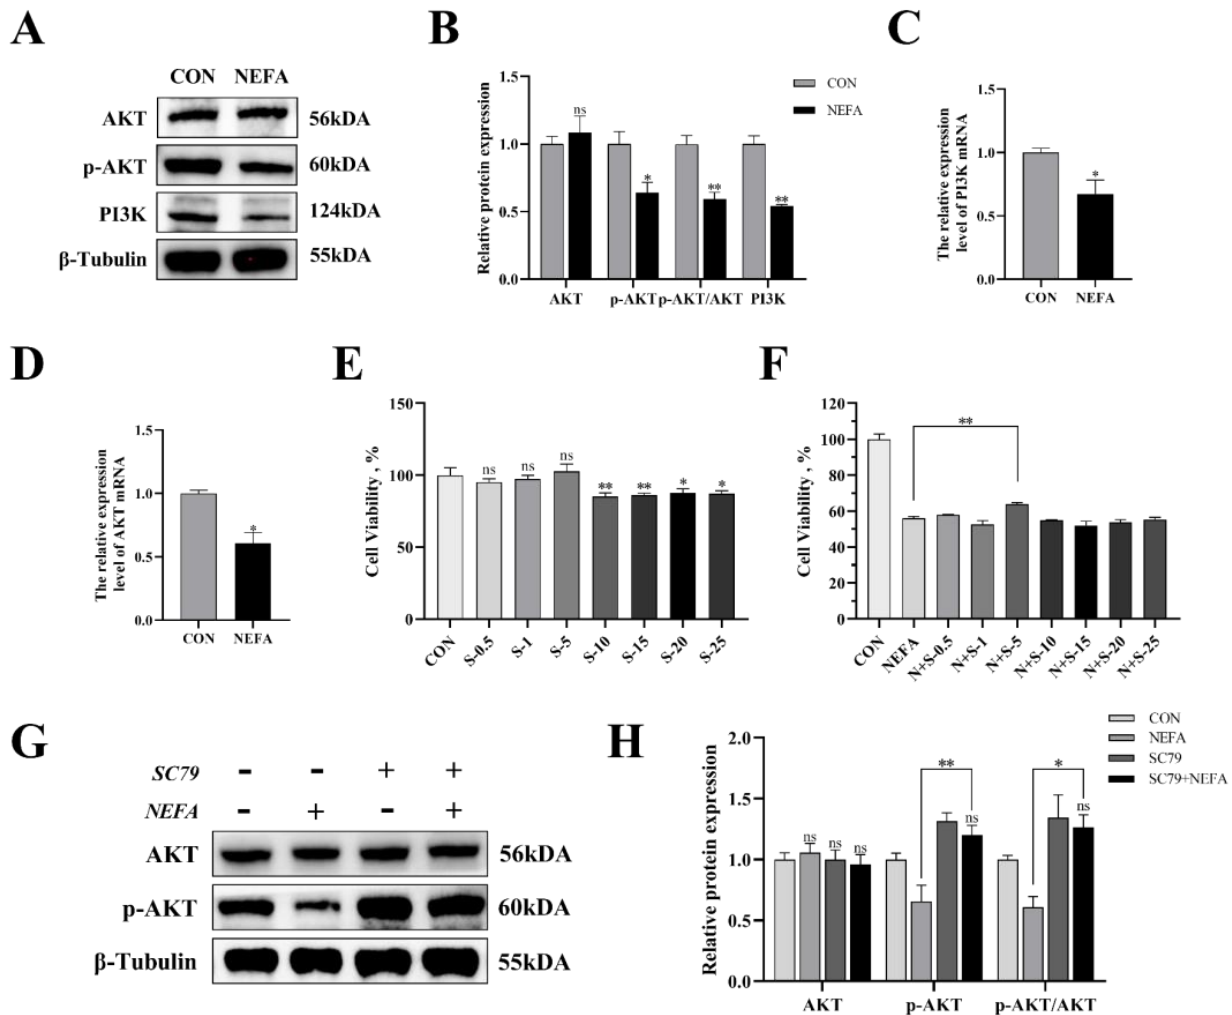 A
CON NEFA
AKT 56kDA
p-AKT 60kDA
PI3K 124kDA
β-Tubulin 55kDA
B
Relative protein expression
1.5
1.0
0.5
0.0
ns
*
**
**
AKT p-AKT p-AKT/AKT PI3K
CON
NEFA
C
The relative expression
level of PI3K mRNA
1.5
1.0
0.5
0.0
*
CON NEFA
D
The relative expression
level of AKT mRNA
1.5
1.0
0.5
0.0
*
CON NEFA
E
Cell Viability , %
150
100
50
0
ns ns ns ** ** * *
CON S-0.5 S-1 S-5 S-10 S-15 S-20 S-25
F
Cell Viability , %
120
100
80
60
40
20
0
**
CON NEFA N+S-0.5 N+S-1 N+S-5 N+S-10 N+S-15 N+S-20 N+S-25
G
SC79 - - + +
NEFA - + - +
AKT 56kDA
p-AKT 60kDA
β-Tubulin 55kDA
H
Relative protein expression
2.0
1.5
1.0
0.5
0.0
ns ns ns
**
ns
*
ns
AKT p-AKT p-AKT/AKT
CON
NEFA
SC79
SC79+NEFA